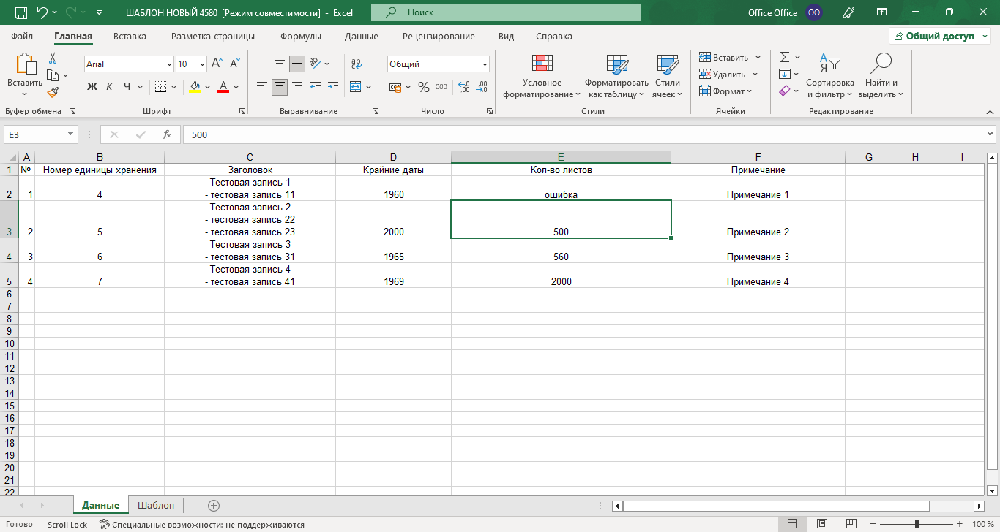 ШАБЛОН НОВЫЙ 4580 [Режим совместимости] - Excel
Поиск
Office Office
OO
Файл
Главная
Вставка
Разметка страницы
Формулы
Данные
Рецензирование
Вид
Справка
Общий доступ
Вставить
Буфер обмена
Arial
10
Ж К Ч
Шрифт
Выравнивание
Общий
% 000
Число
Условное форматирование
Форматировать как таблицу
Стили ячеек
Стили
Вставить
Удалить
Формат
Ячейки
Сортировка и фильтр
Найти и выделить
Редактирование
E3
fx
500
A B C D E F G H I
1 № Номер единицы хранения Заголовок Крайние даты Кол-во листов Примечание
Тестовая запись 1
2 1 4 - тестовая запись 11 1960 ошибка Примечание 1
Тестовая запись 2
- тестовая запись 22
3 2 5 - тестовая запись 23 2000 500 Примечание 2
Тестовая запись 3
4 3 6 - тестовая запись 31 1965 560 Примечание 3
Тестовая запись 4
5 4 7 - тестовая запись 41 1969 2000 Примечание 4
6
7
8
9
10
11
12
13
14
15
16
17
18
19
20
21
22
Данные
Шаблон
Готово
Scroll Lock
Специальные возможности: не поддерживаются
100 %